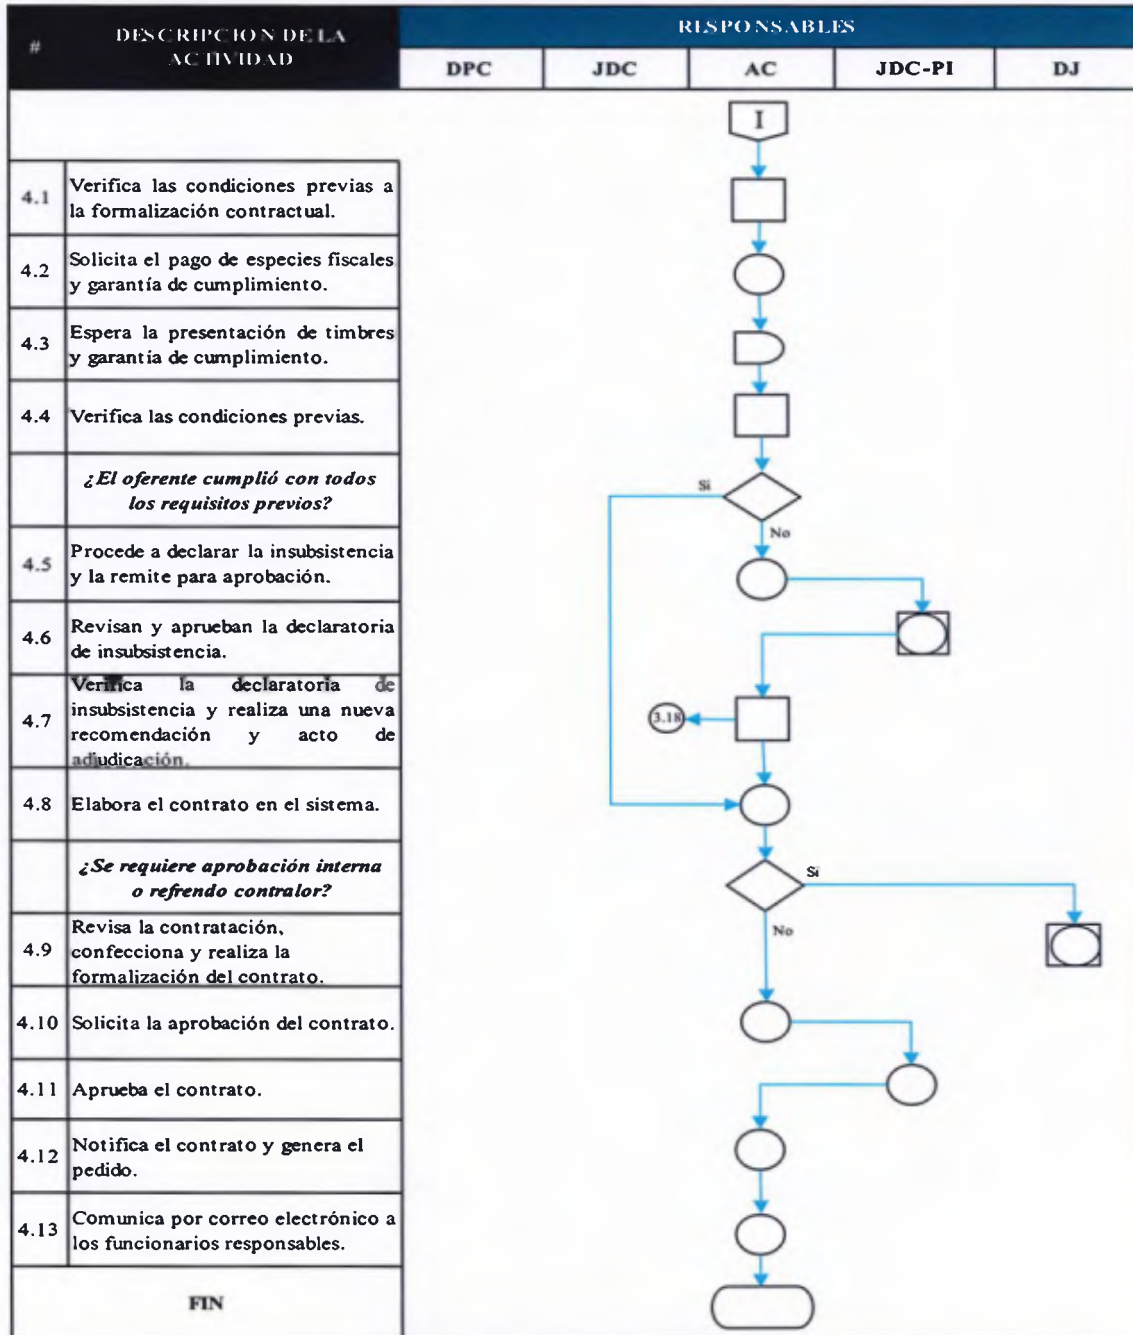 #
DESCRIPCION DE LA
ACTIVIDAD
RESPONSABLES
DPC
JDC
AC
JDC-PI
DJ
I
4.1
Verifica las condiciones previas a
la formalización contractual.
4.2
Solicita el pago de especies fiscales
y garantía de cumplimiento.
4.3
Espera la presentación de timbres
y garantía de cumplimiento.
4.4
Verifica las condiciones previas.
¿El oferente cumplió con todos
los requisitos previos?
Si
No
4.5
Procede a declarar la insubsistencia
y la remite para aprobación.
4.6
Revisan y aprueban la declaratoria
de insubsistencia.
4.7
Verifica la declaratoria de
insubsistencia y realiza una nueva
recomendación y acto de
adjudicación.
3.18
4.8
Elabora el contrato en el sistema.
¿Se requiere aprobación interna
o refrendo contralor?
Si
No
4.9
Revisa la contratación,
confecciona y realiza la
formalización del contrato.
4.10
Solicita la aprobación del contrato.
4.11
Aprueba el contrato.
4.12
Notifica el contrato y genera el
pedido.
4.13
Comunica por correo electrónico a
los funcionarios responsables.
FIN